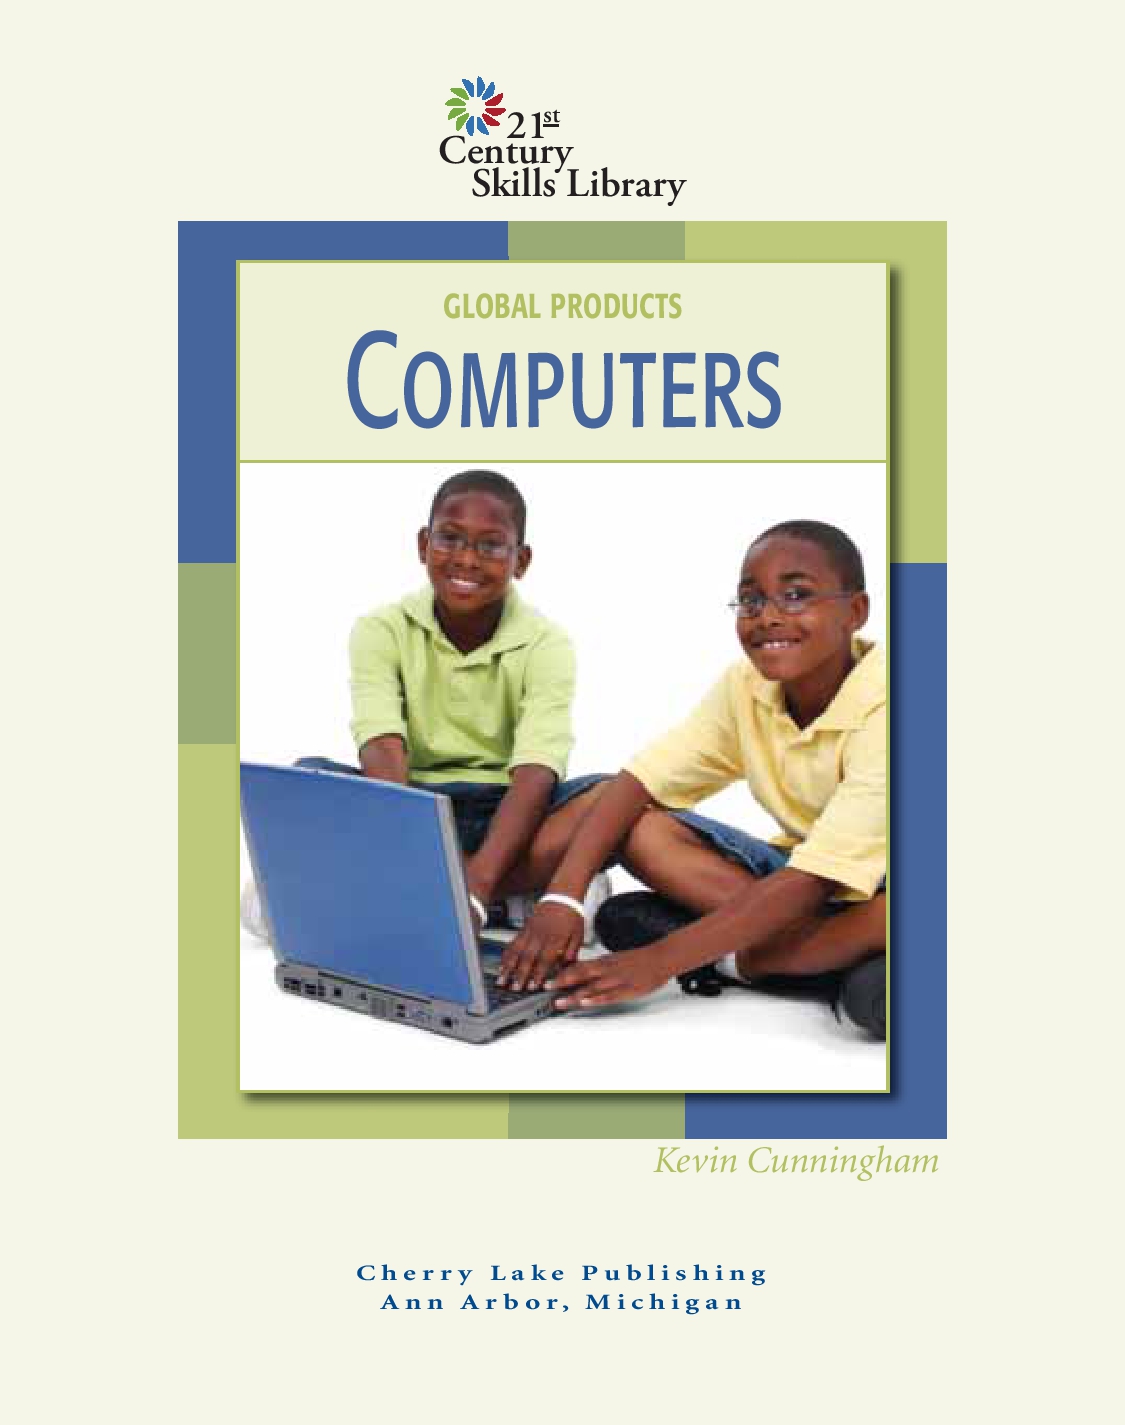 21st
Century
Skills Library
GLOBAL PRODUCTS
COMPUTERS
Kevin Cunningham
Cherry Lake Publishing
Ann Arbor, Michigan